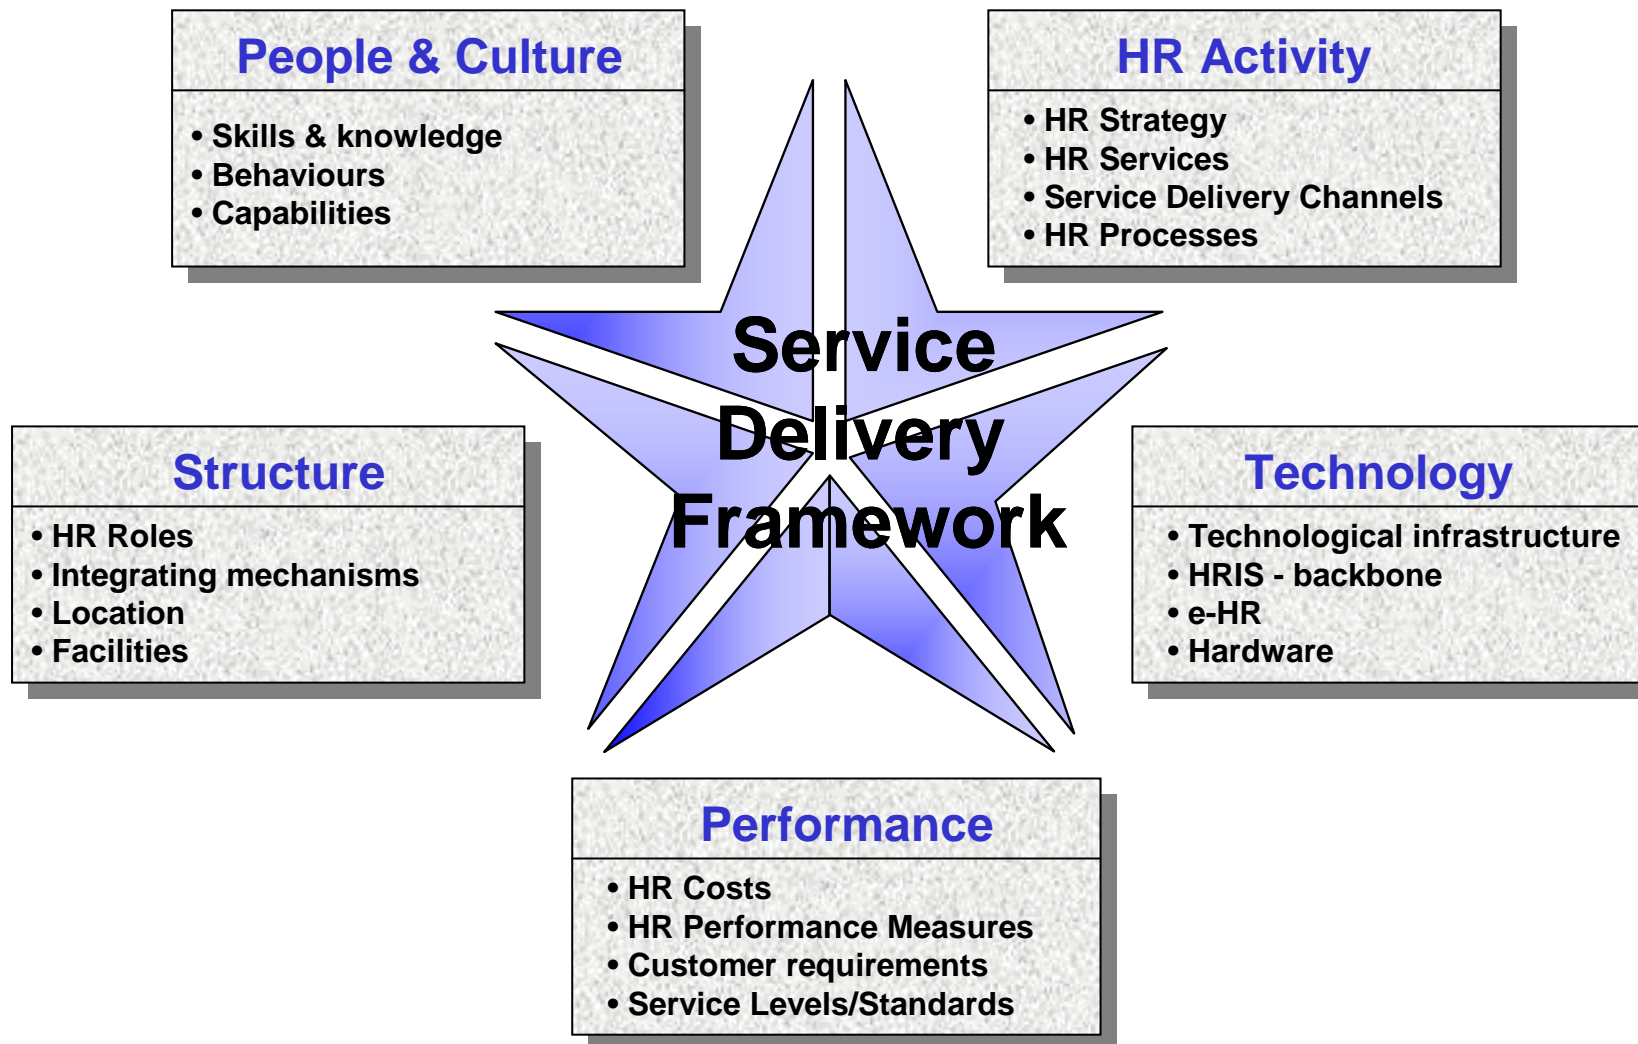 People & Culture
• Skills & knowledge
• Behaviours
• Capabilities
HR Activity
• HR Strategy
• HR Services
• Service Delivery Channels
• HR Processes
Service
Delivery
Framework
Structure
• HR Roles
• Integrating mechanisms
• Location
• Facilities
Technology
• Technological infrastructure
• HRIS - backbone
• e-HR
• Hardware
Performance
• HR Costs
• HR Performance Measures
• Customer requirements
• Service Levels/Standards